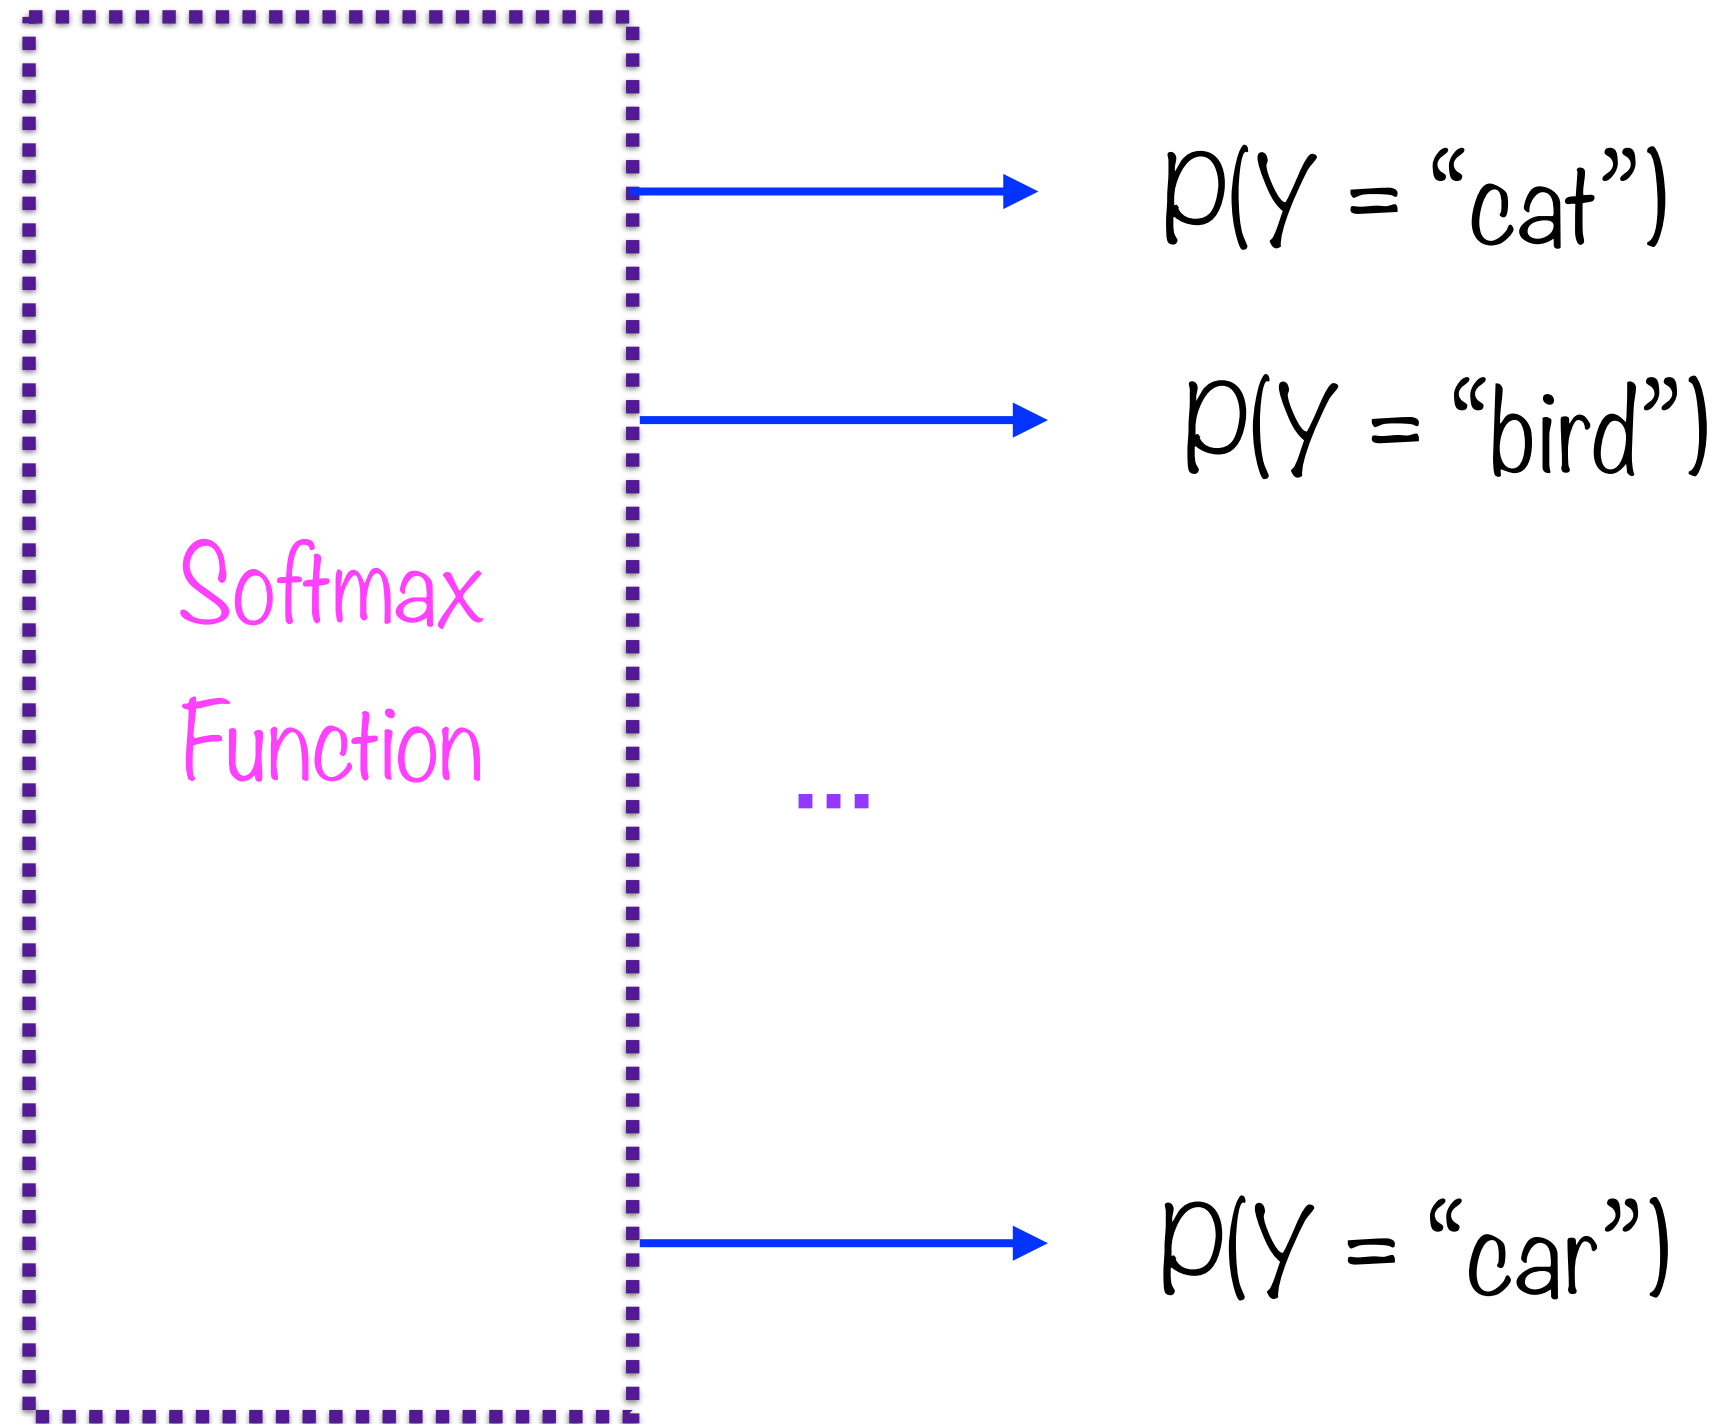 P(Y = “cat”)
P(Y = “bird”)
Softmax
Function
...
P(Y = “car”)